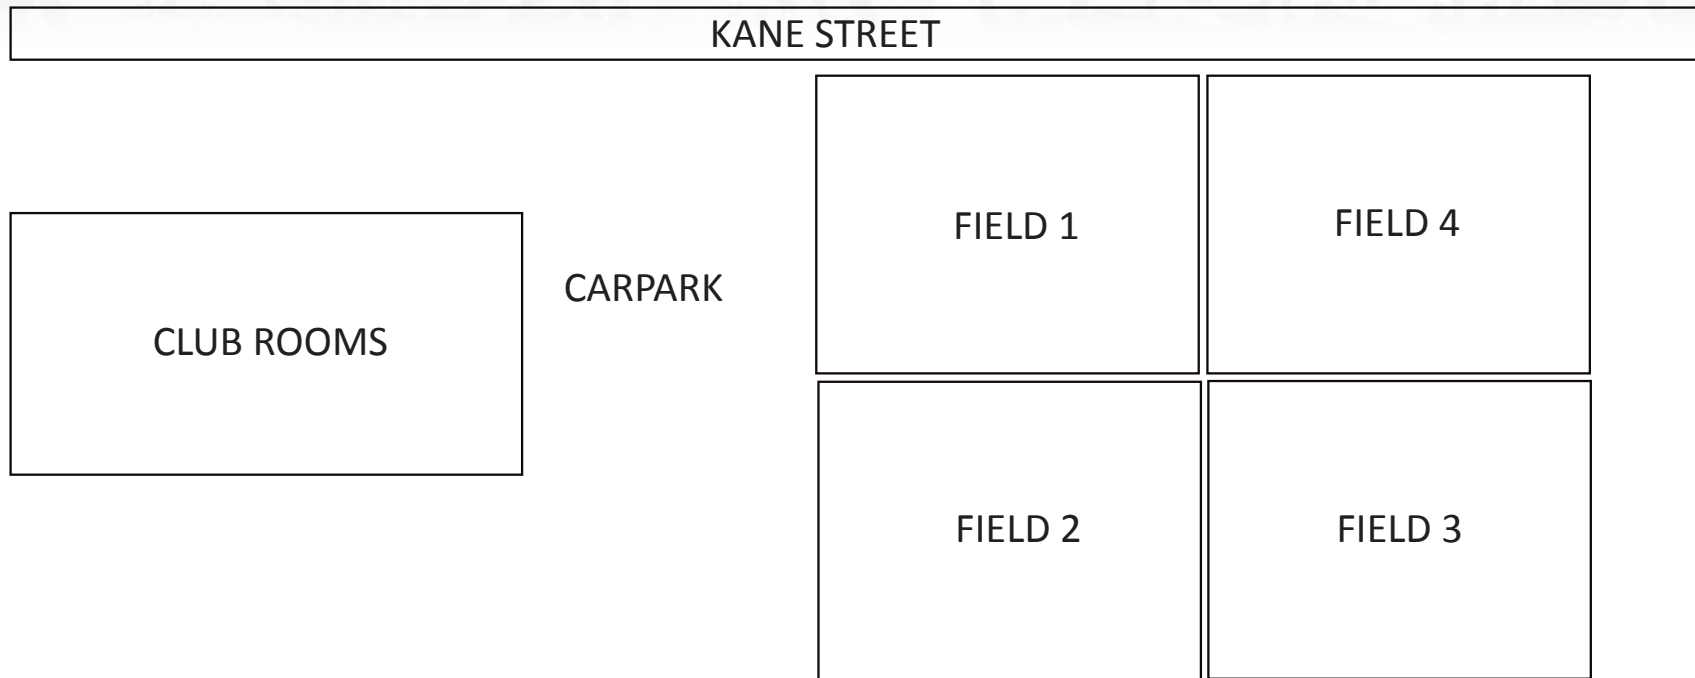 KANE STREET
FIELD 1
FIELD 4
CARPARK
CLUB ROOMS
FIELD 2
FIELD 3